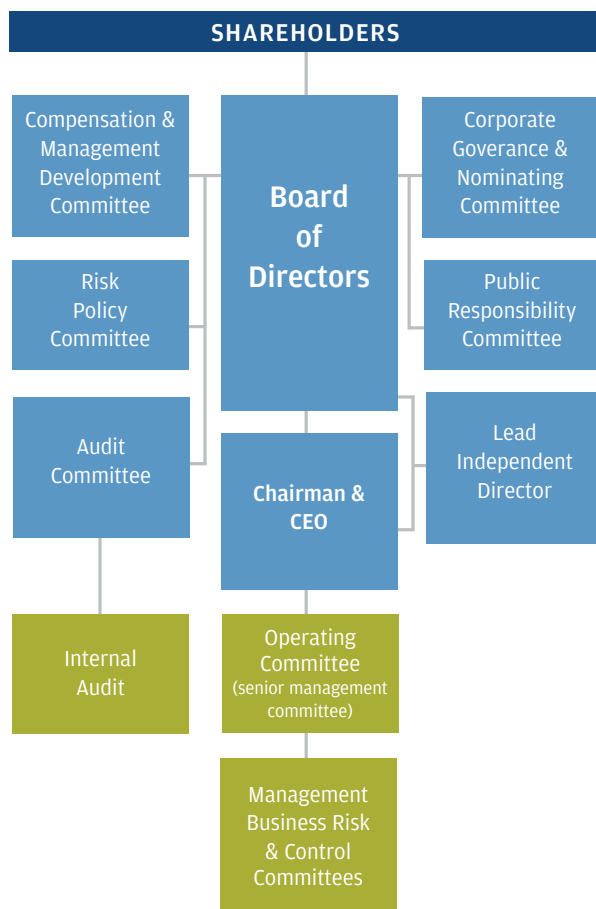 SHAREHOLDERS
Compensation &
Management
Development
Committee
Board
of
Directors
Corporate
Goverance &
Nominating
Committee
Risk
Policy
Committee
Public
Responsibility
Committee
Audit
Committee
Chairman &
CEO
Lead
Independent
Director
Internal
Audit
Operating
Committee
(senior management
committee)
Management
Business Risk
& Control
Committees